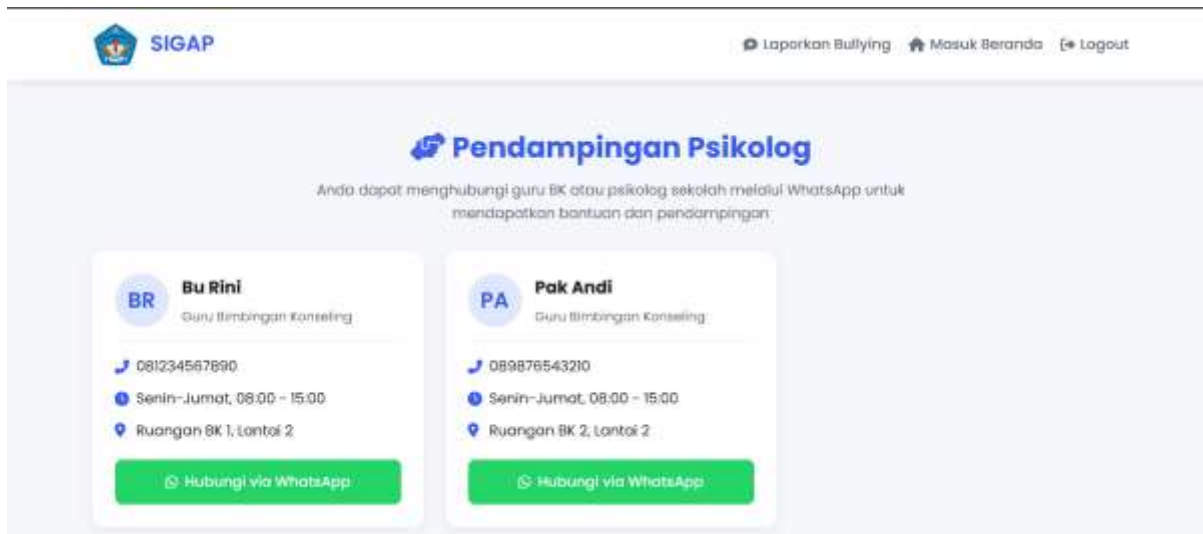 SIGAP
Laporkan Bullying
Masuk Beranda
Logout
Pendampingan Psikolog
Anda dapat menghubungi guru BK atau psikolog sekolah melalui WhatsApp untuk
mendapatkan bantuan dan pendampingan
BR
Bu Rini
Guru Bimbingan Konseling
081234567890
Senin-Jumat, 08:00 - 15:00
Ruangan BK 1, Lantai 2
Hubungi via WhatsApp
PA
Pak Andi
Guru Bimbingan Konseling
089876543210
Senin-Jumat, 08:00 - 15:00
Ruangan BK 2, Lantai 2
Hubungi via WhatsApp